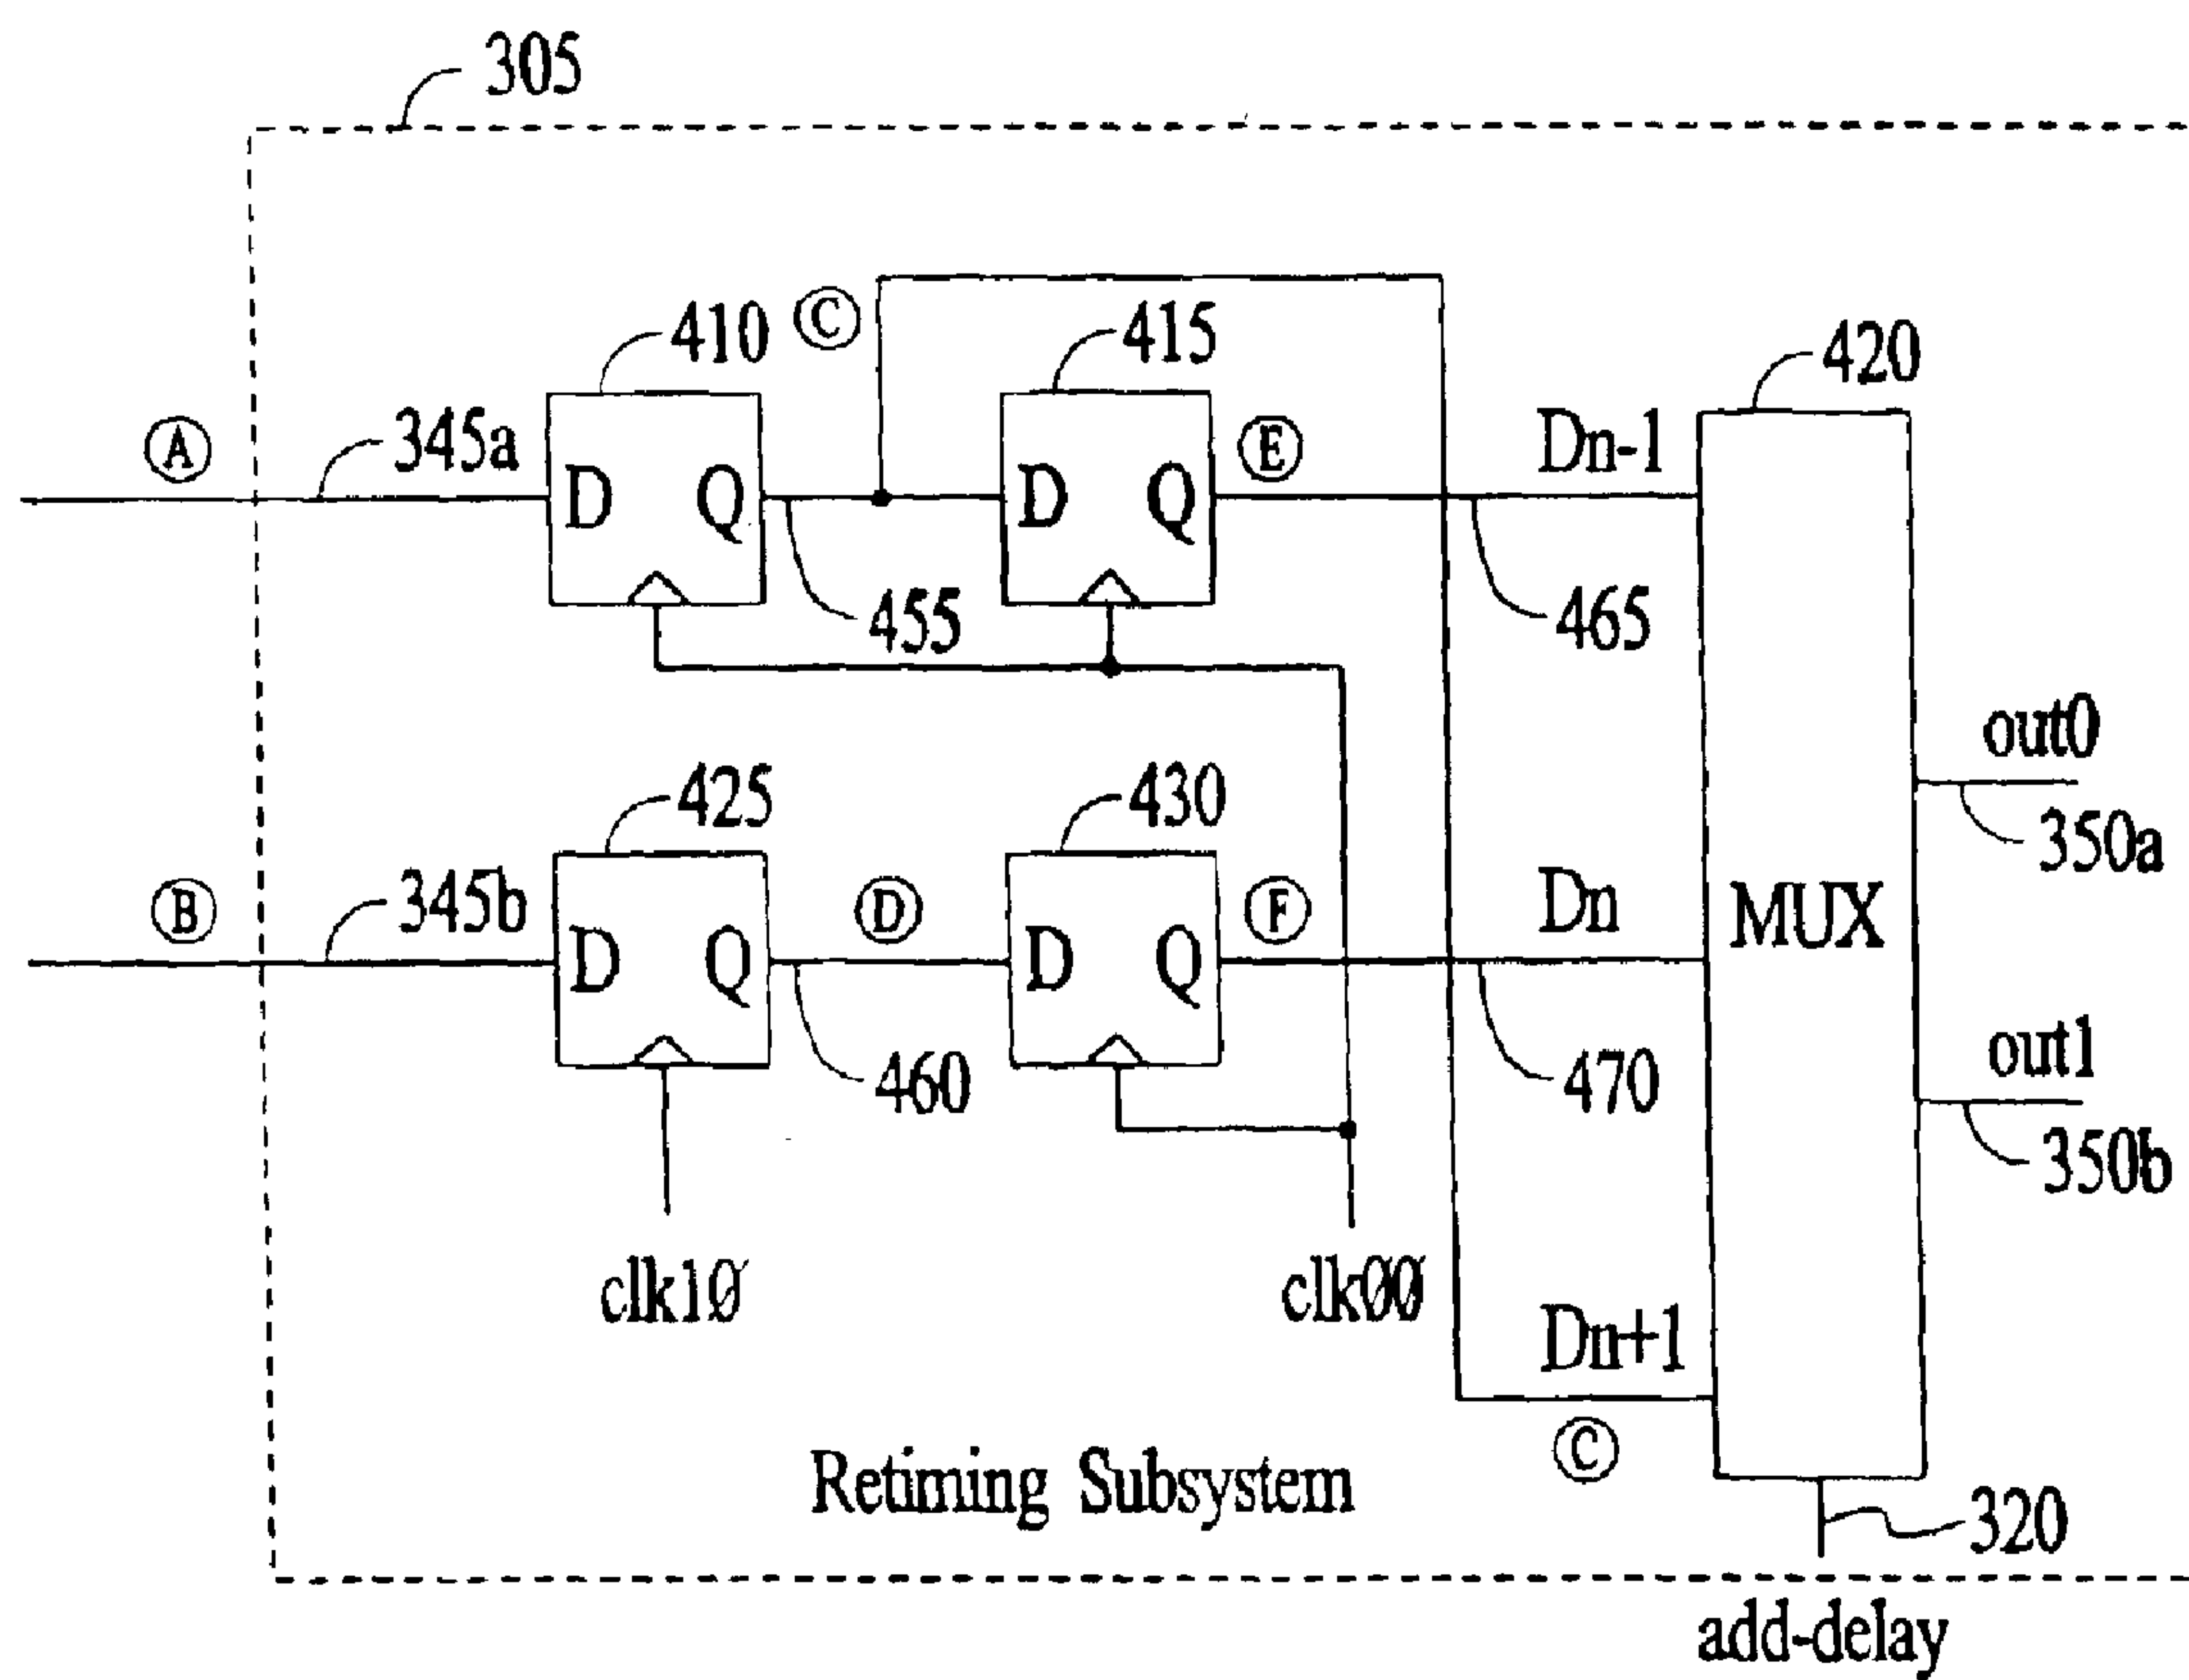 305
410
Ⓒ
415
420
Ⓐ
345a
D Q
D Q
Ⓔ
Dn-1
455
465
out0
350a
425
430
Ⓑ
345b
D Q
Ⓓ
D Q
Ⓕ
Dn
MUX
460
470
out1
350b
clk1Ø
clkØØ
Dn+1
Ⓒ
Retiming Subsystem
320
add-delay